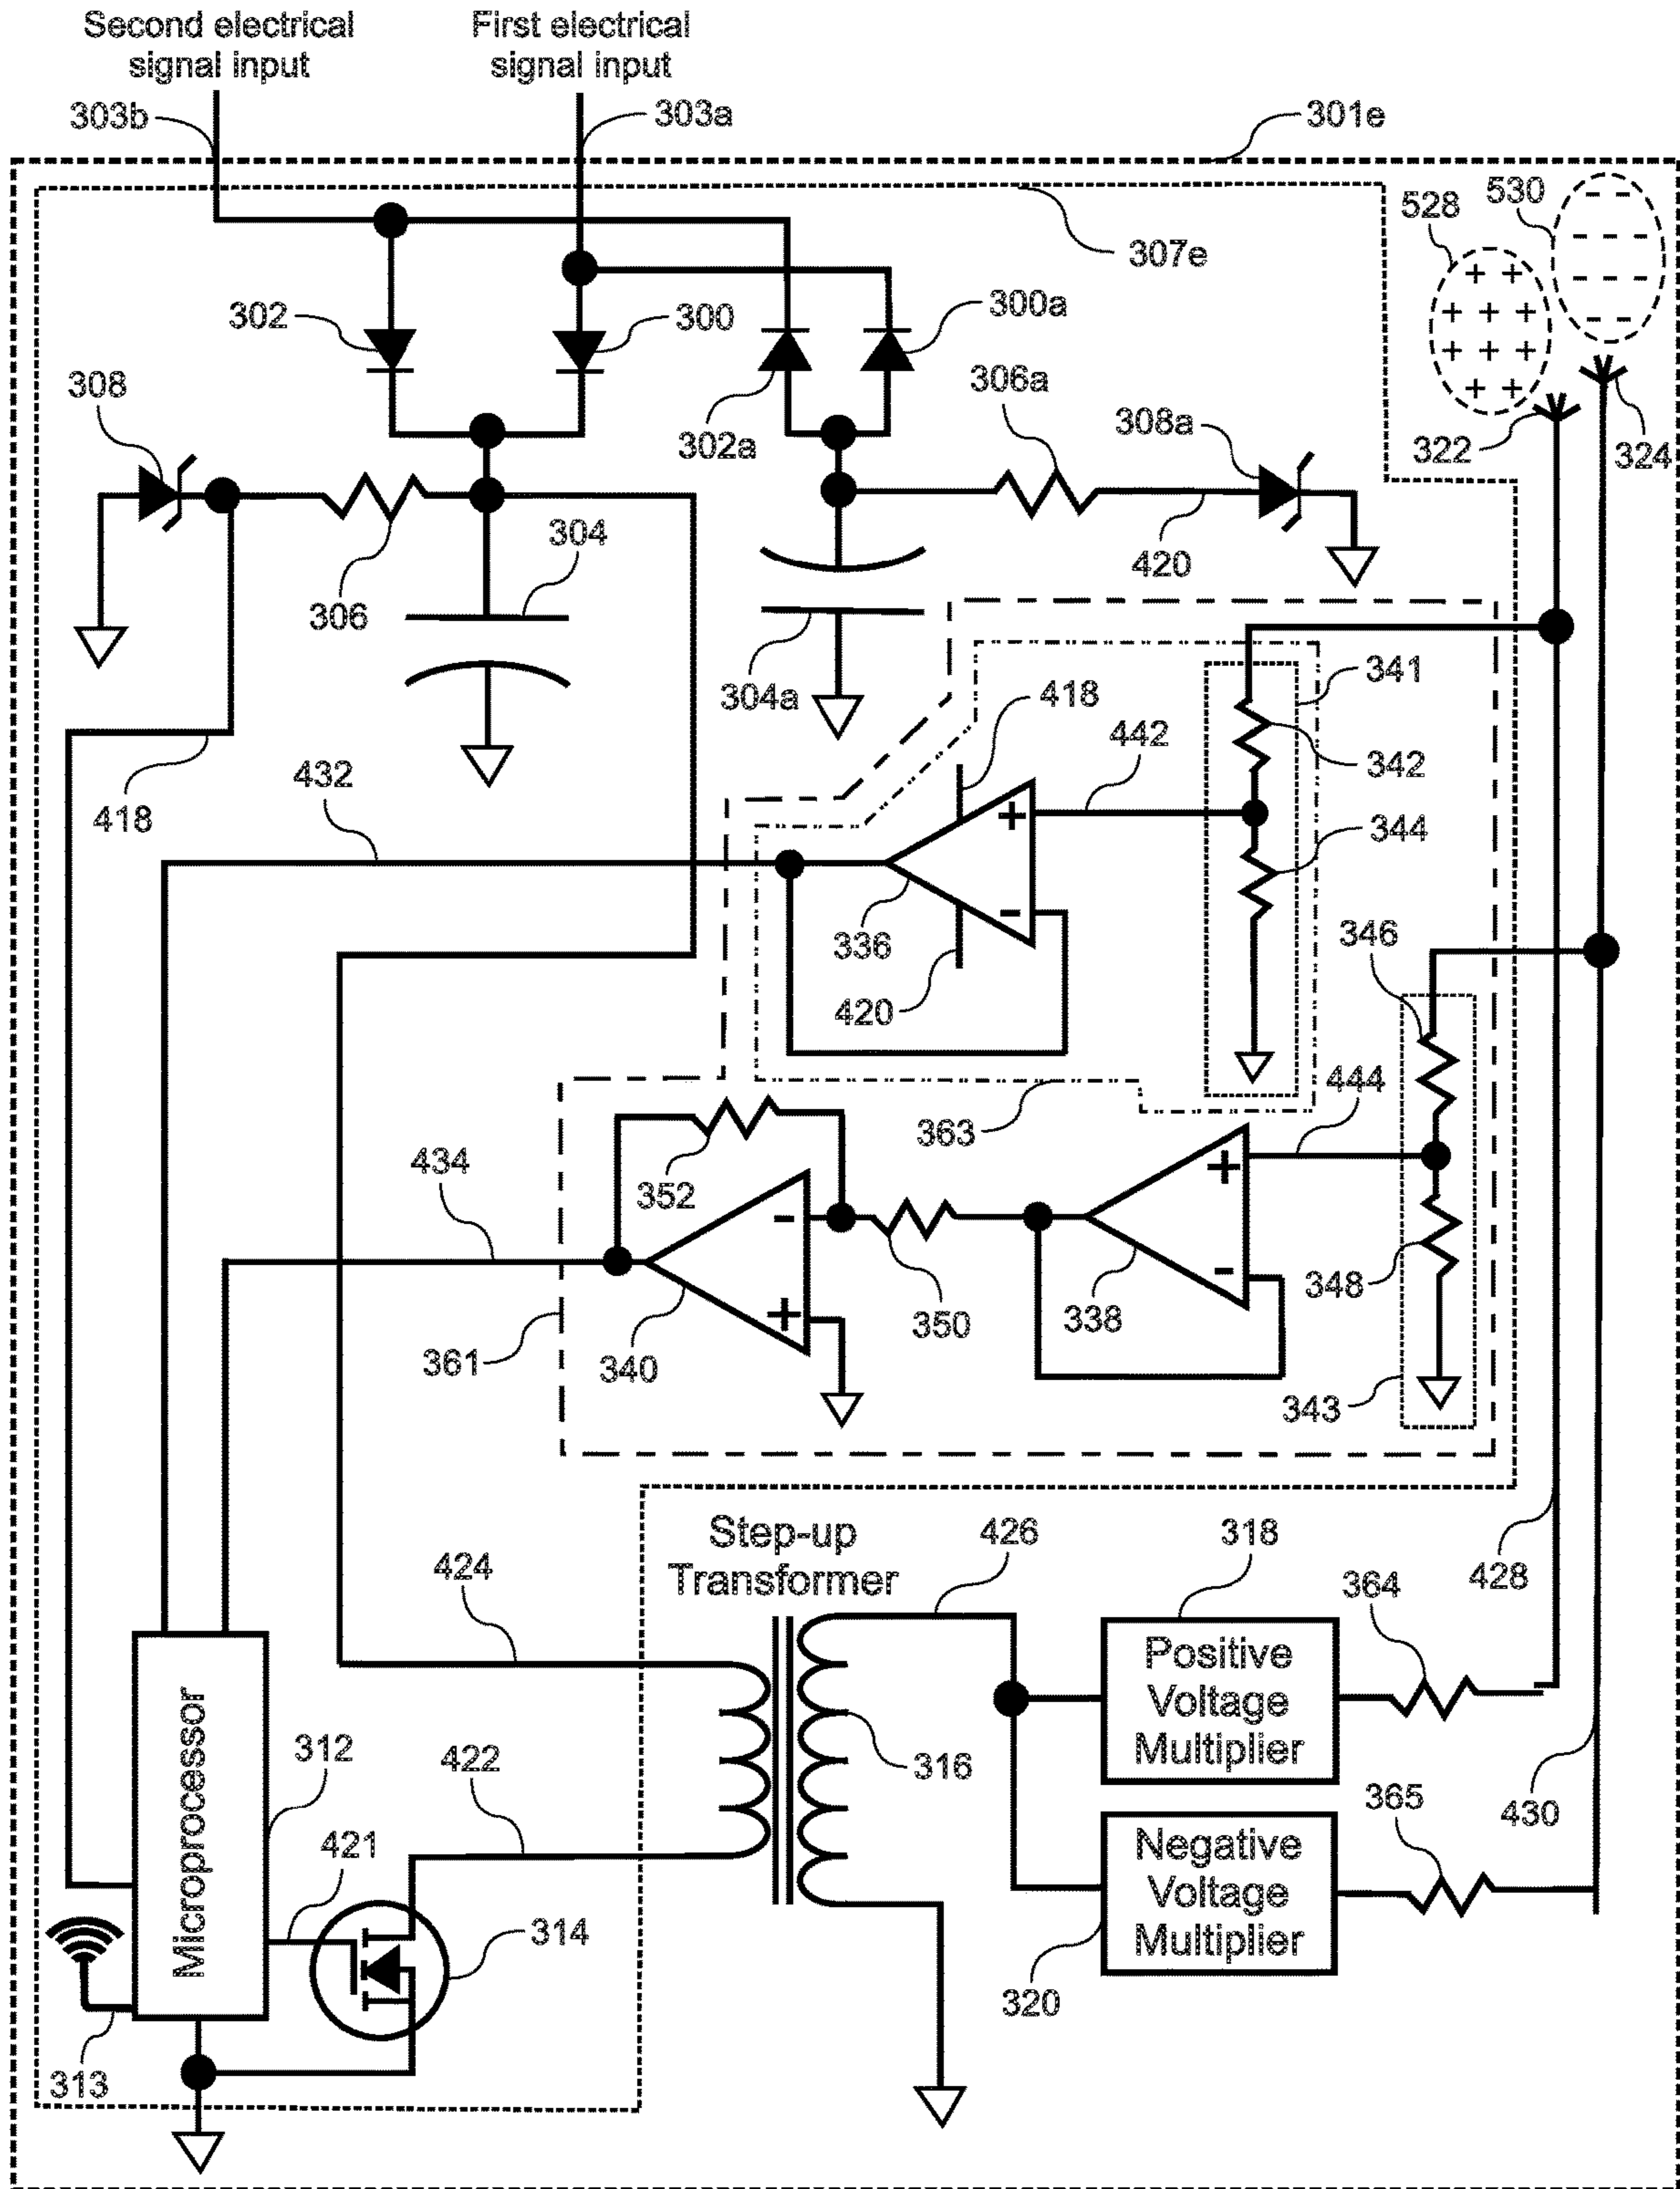 Second electrical
signal input
First electrical
signal input
303b
303a
301e
307e
528
530
302
300
300a
302a
306a
308
308a
322
324
306
304
420
304a
341
418
442
342
344
418
432
336
346
420
444
363
434
352
350
338
348
361
340
343
Step-up
Transformer
426
318
424
364
428
Positive
Voltage
Multiplier
316
312
422
365
430
421
Microprocessor
Negative
Voltage
Multiplier
314
320
313